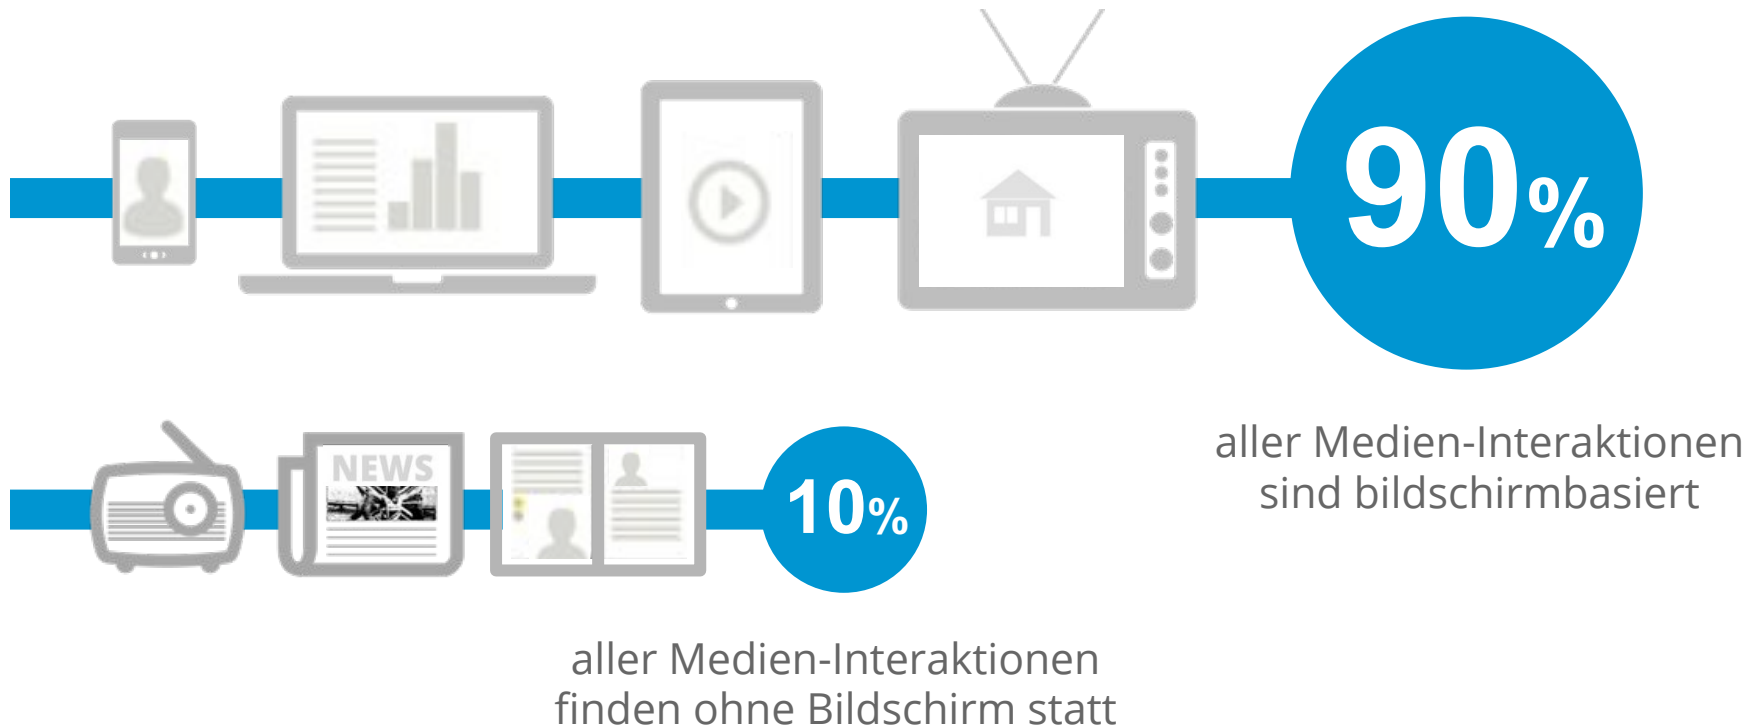 90%
aller Medien-Interaktionen
sind bildschirmbasiert
NEWS
10%
aller Medien-Interaktionen
finden ohne Bildschirm statt